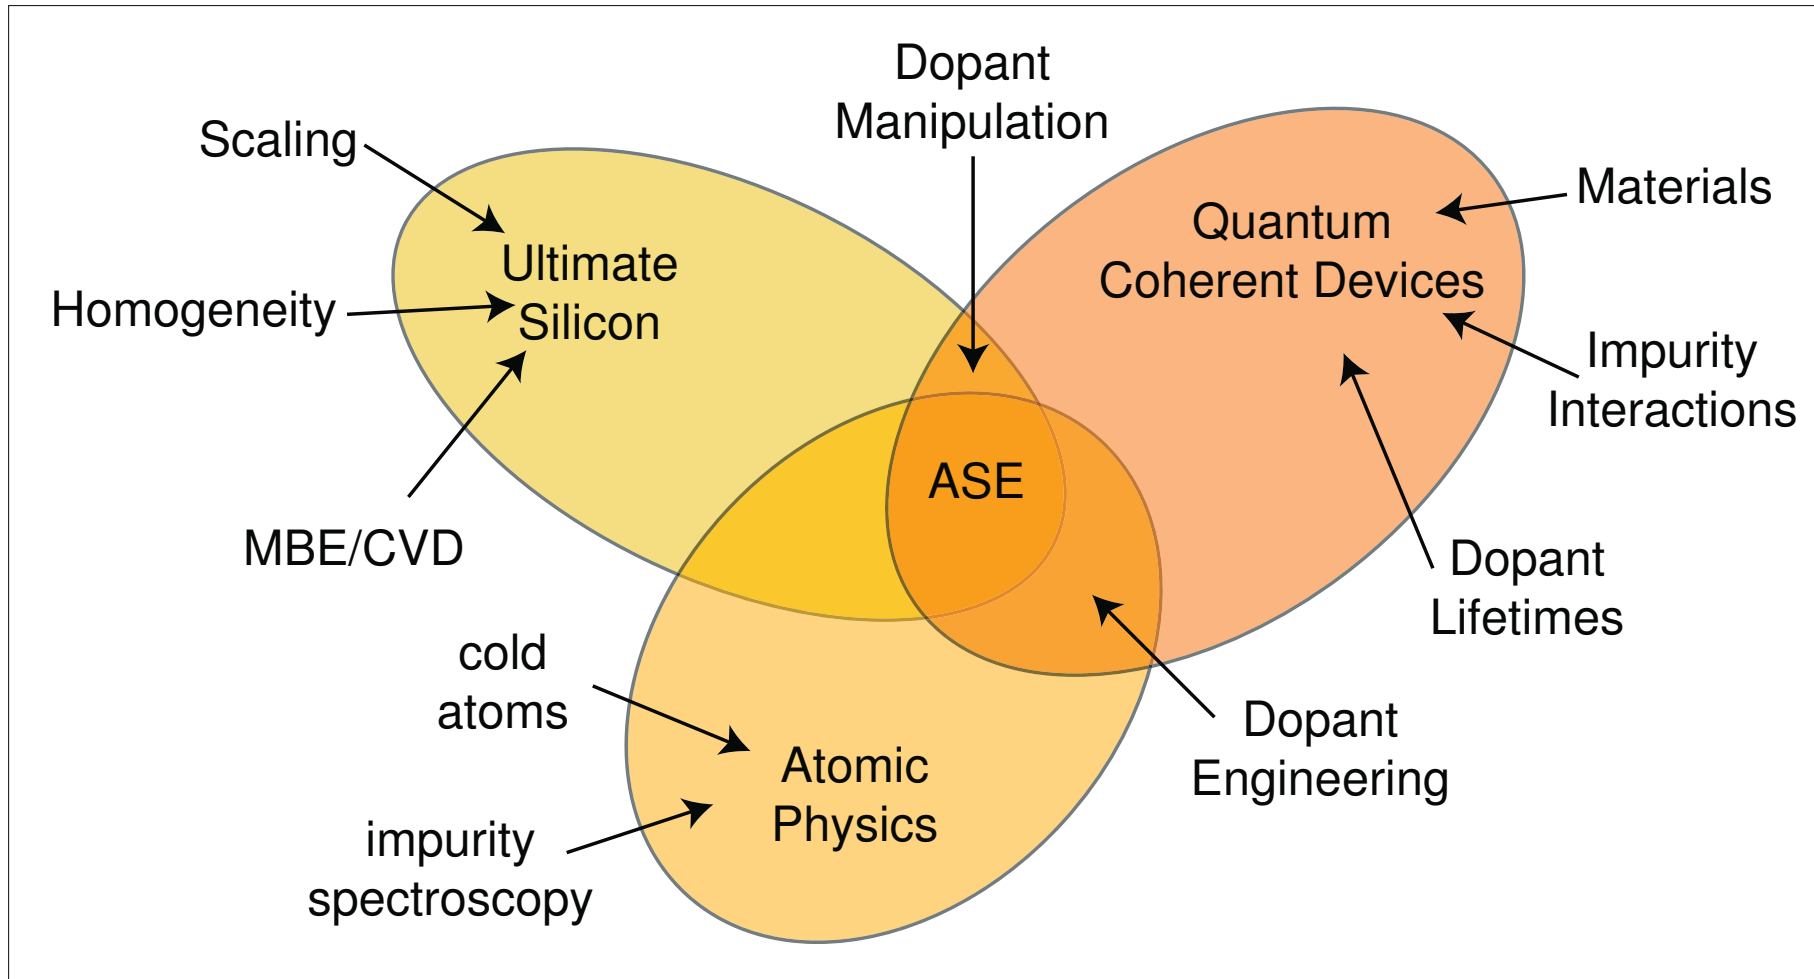 Dopant
Manipulation
Scaling
Materials
Quantum
Coherent Devices
Ultimate
Silicon
Homogeneity
Impurity
Interactions
ASE
MBE/CVD
Dopant
Lifetimes
cold
atoms
Dopant
Engineering
Atomic
Physics
impurity
spectroscopy